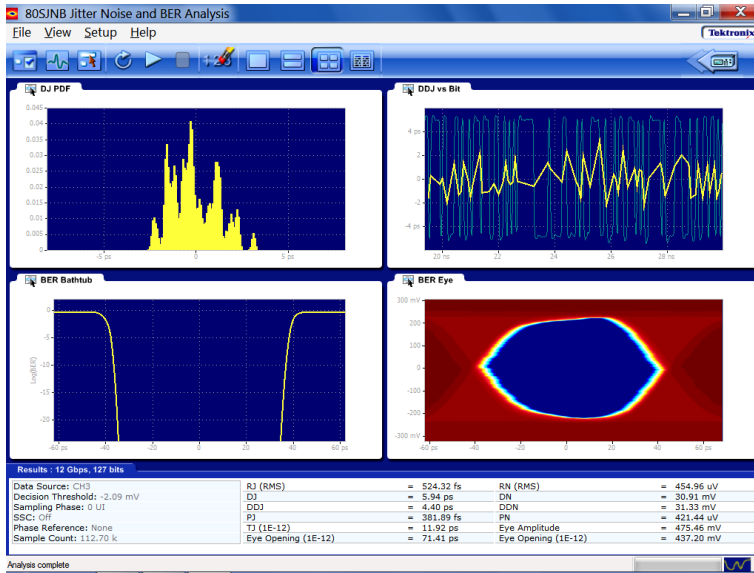 80SJNB Jitter Noise and BER Analysis
File View Setup Help
Tektronix
DJ PDF
0.045
0.04
0.035
0.03
0.025
0.02
0.015
0.01
0.005
0
-5 ps 0 5 ps
DDJ vs Bit
4 ps
2
0
-2
-4 ps
20 ns 22 24 26 28 ns
BER Bathtub
Log(BER)
0
-5
-10
-15
-20
-60 ps -40 -20 0 20 40 60 ps
BER Eye
300 mV
200
100
0
-100
-200
-300 mV
-60 ps -40 -20 0 20 40 60 ps
Results : 12 Gbps, 127 bits
Data Source: CH3
Decision Threshold: -2.09 mV
Sampling Phase: 0 UI
SSC: Off
Phase Reference: None
Sample Count: 112.70 k
RJ (RMS) = 524.32 fs
DJ = 5.94 ps
DDJ = 4.40 ps
PJ = 381.89 fs
TJ (1E-12) = 11.92 ps
Eye Opening (1E-12) = 71.41 ps
RN (RMS) = 454.96 uV
DN = 30.91 mV
DDN = 31.33 mV
PN = 421.44 uV
Eye Amplitude = 475.46 mV
Eye Opening (1E-12) = 437.20 mV
Analysis complete